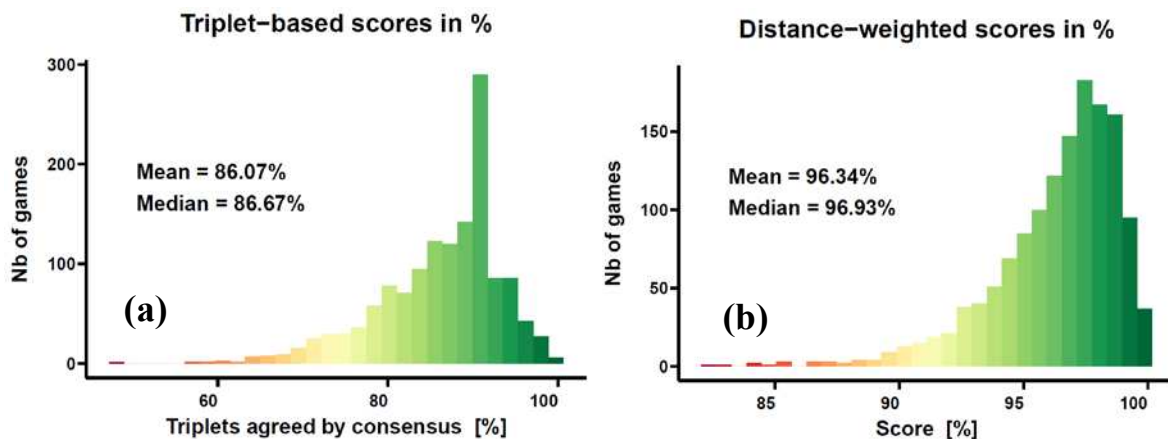 Triplet−based scores in %
Nb of games
300
200
100
0
Mean = 86.07%
Median = 86.67%
(a)
60 80 100
Triplets agreed by consensus [%]
Distance−weighted scores in %
Nb of games
150
100
50
0
Mean = 96.34%
Median = 96.93%
(b)
85 90 95 100
Score [%]